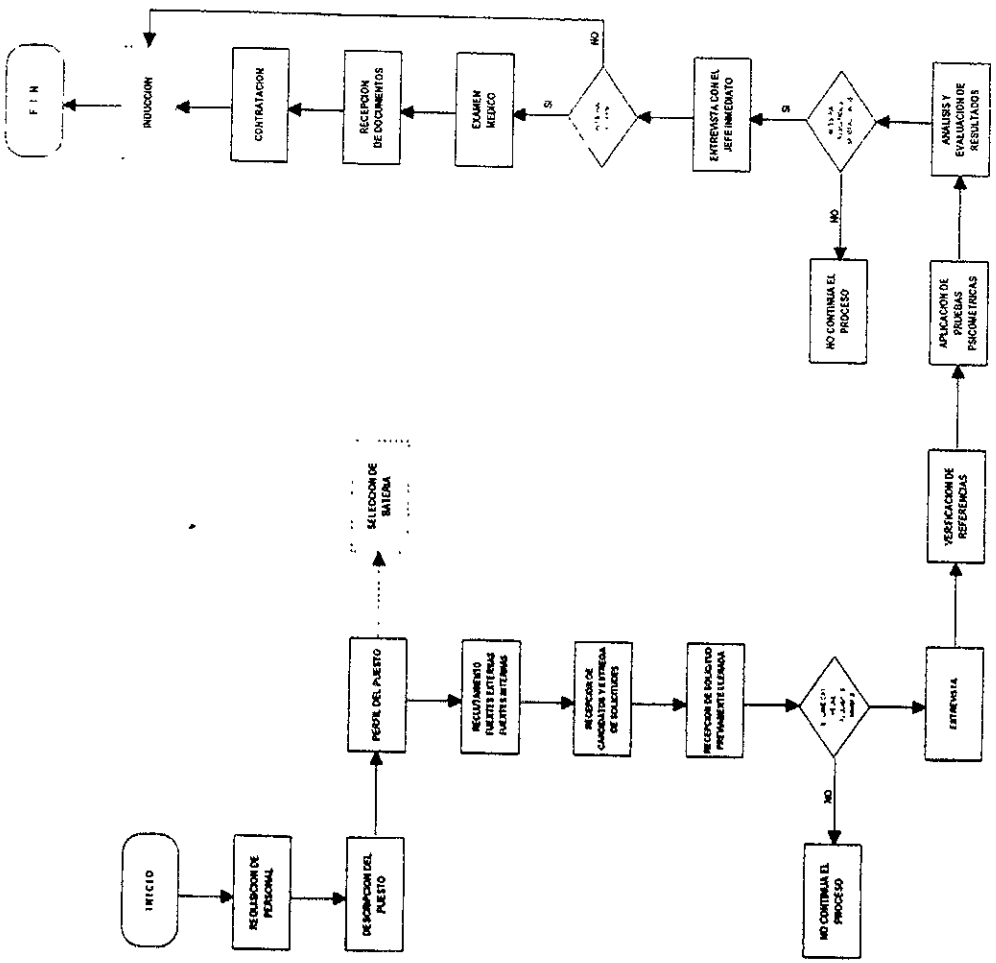 INICIO
REQUISICION DE
PERSONAL
DESCRIPCION DEL
PUESTO
PERFIL DEL PUESTO
SELECCION DE
BATERIA
RECLUTAMIENTO
FUENTES EXTERNAS
FUENTES INTERNAS
RECEPCION DE
CANDIDATOS Y ENTREGA
DE SOLICITUDES
RECEPCION DE SOLICITUD
PREVIAMENTE LLENADA
NO
NO CONTINUA EL
PROCESO
EXTREVISTA
VERIFICACION DE
REFERENCIAS
APLICACION DE
PRUEBAS
PSICOMETRICAS
ANALISIS Y
EVALUACION DE
RESULTADOS
NO
NO CONTINUA EL
PROCESO
SI
ENTREVISTA CON EL
JEFE INMEDIATO
NO
SI
EXAMEN
MEDICO
RECEPCION
DE DOCUMENTOS
CONTRATACION
INDUCCION
FIN